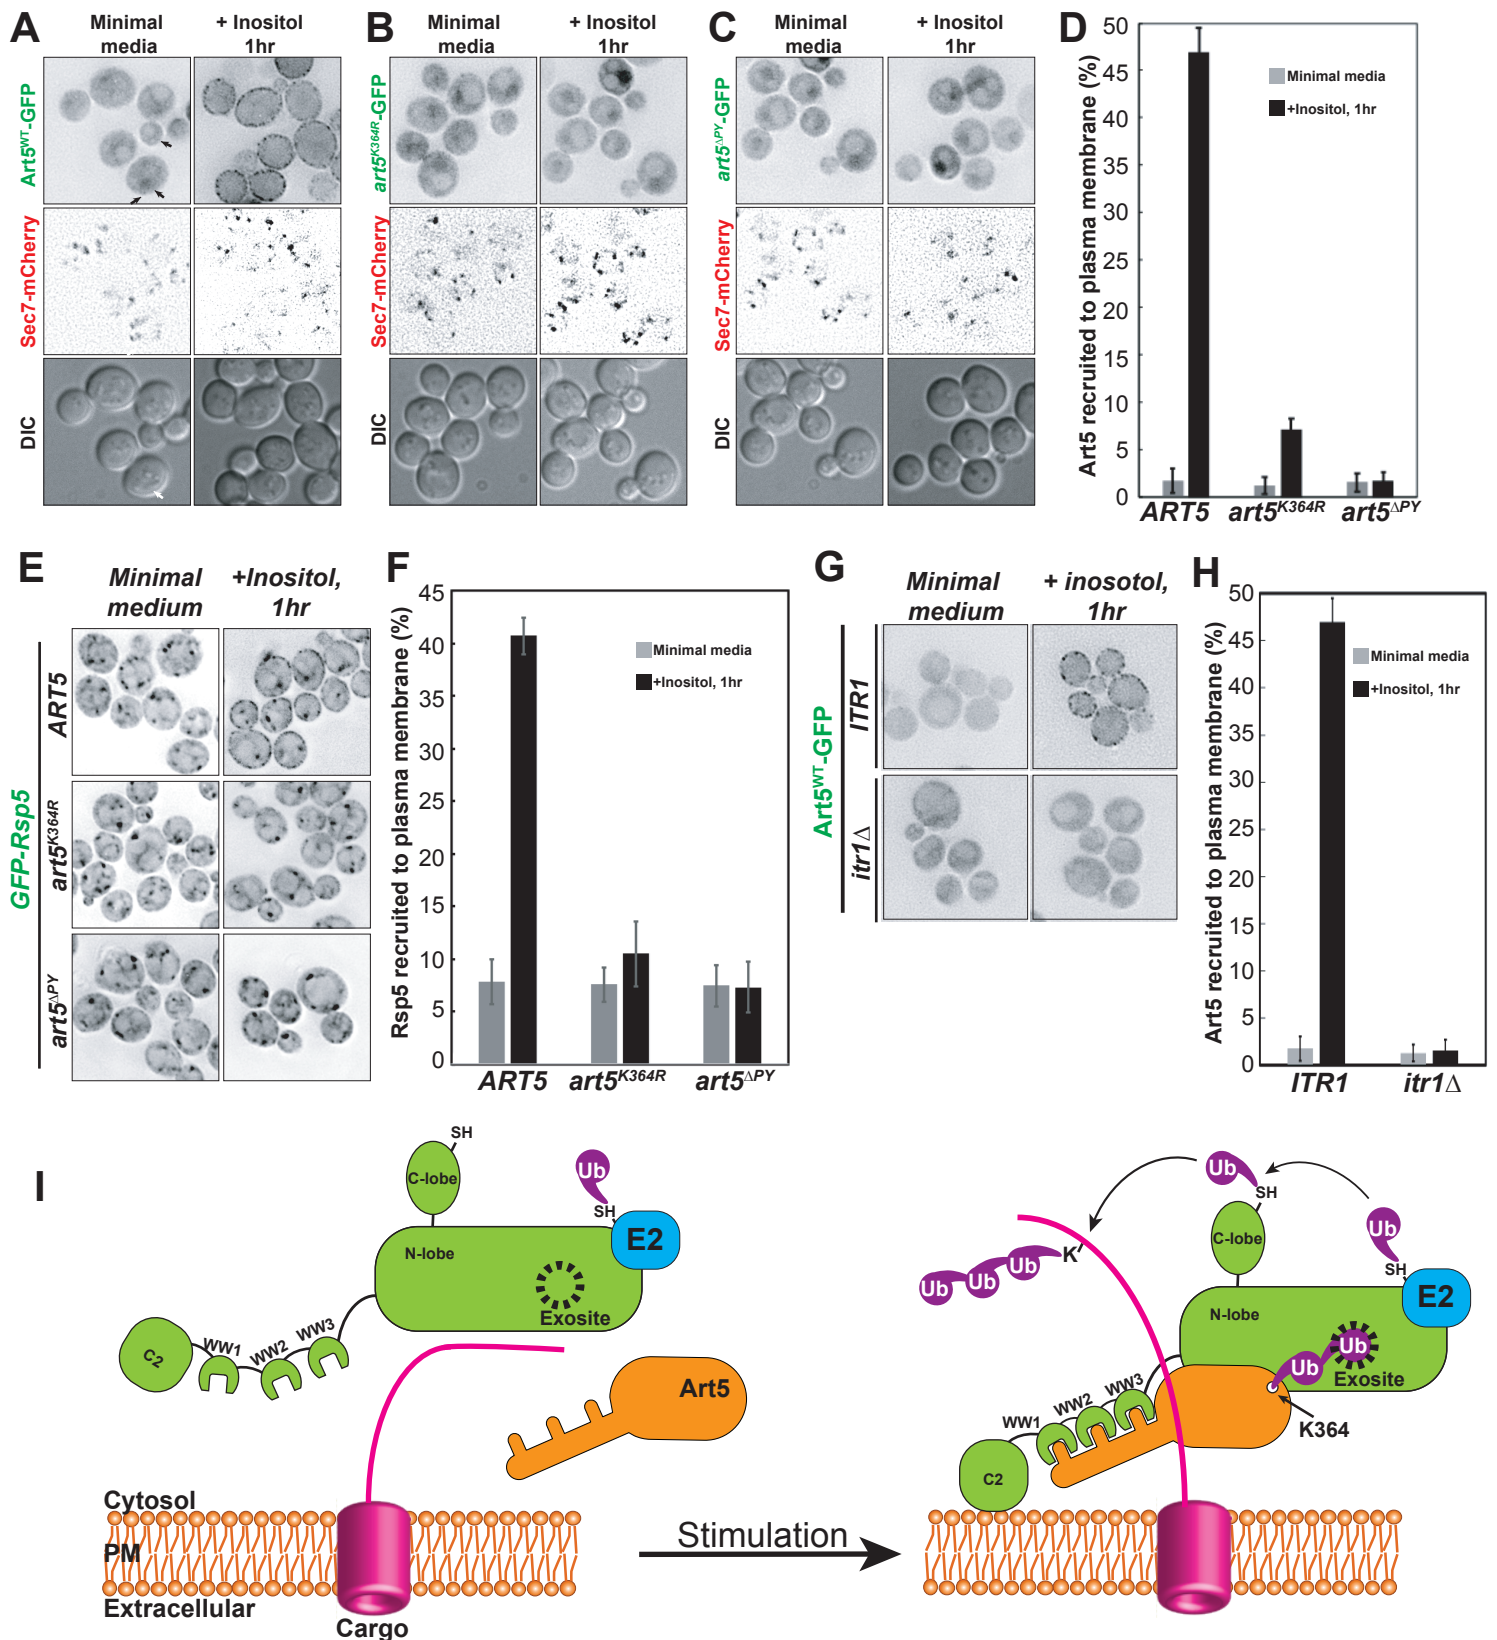 A
Minimal
media
+ Inositol
1hr
Art5WT-GFP
Sec7-mCherry
DIC
B
Minimal
media
+ Inositol
1hr
art5K364R-GFP
Sec7-mCherry
DIC
C
Minimal
media
+ Inositol
1hr
art5ΔPY-GFP
Sec7-mCherry
DIC
D
Art5 recruited to plasma membrane (%)
50
45
40
35
30
25
20
15
10
5
0
Minimal media
+Inositol, 1hr
ART5
art5K364R
art5ΔPY
E
Minimal
medium
+Inositol,
1hr
GFP-Rsp5
ART5
art5K364R
art5ΔPY
F
Rsp5 recruited to plasma membrane (%)
45
40
35
30
25
20
15
10
5
0
Minimal media
+Inositol, 1hr
ART5
art5K364R
art5ΔPY
G
Minimal
medium
+ inosotol,
1hr
Art5WT-GFP
ITR1
itr1Δ
H
Art5 recruited to plasma membrane (%)
50
45
40
35
30
25
20
15
10
5
0
Minimal media
+Inositol, 1hr
ITR1
itr1Δ
I
SH
C-lobe
Ub
SH
E2
N-lobe
Exosite
WW3
WW2
WW1
C2
Art5
Cytosol
PM
Extracellular
Cargo
Stimulation
Ub
SH
C-lobe
Ub
SH
E2
K
Ub
Ub
Ub
N-lobe
Ub
Ub
Exosite
K364
WW3
WW2
WW1
C2